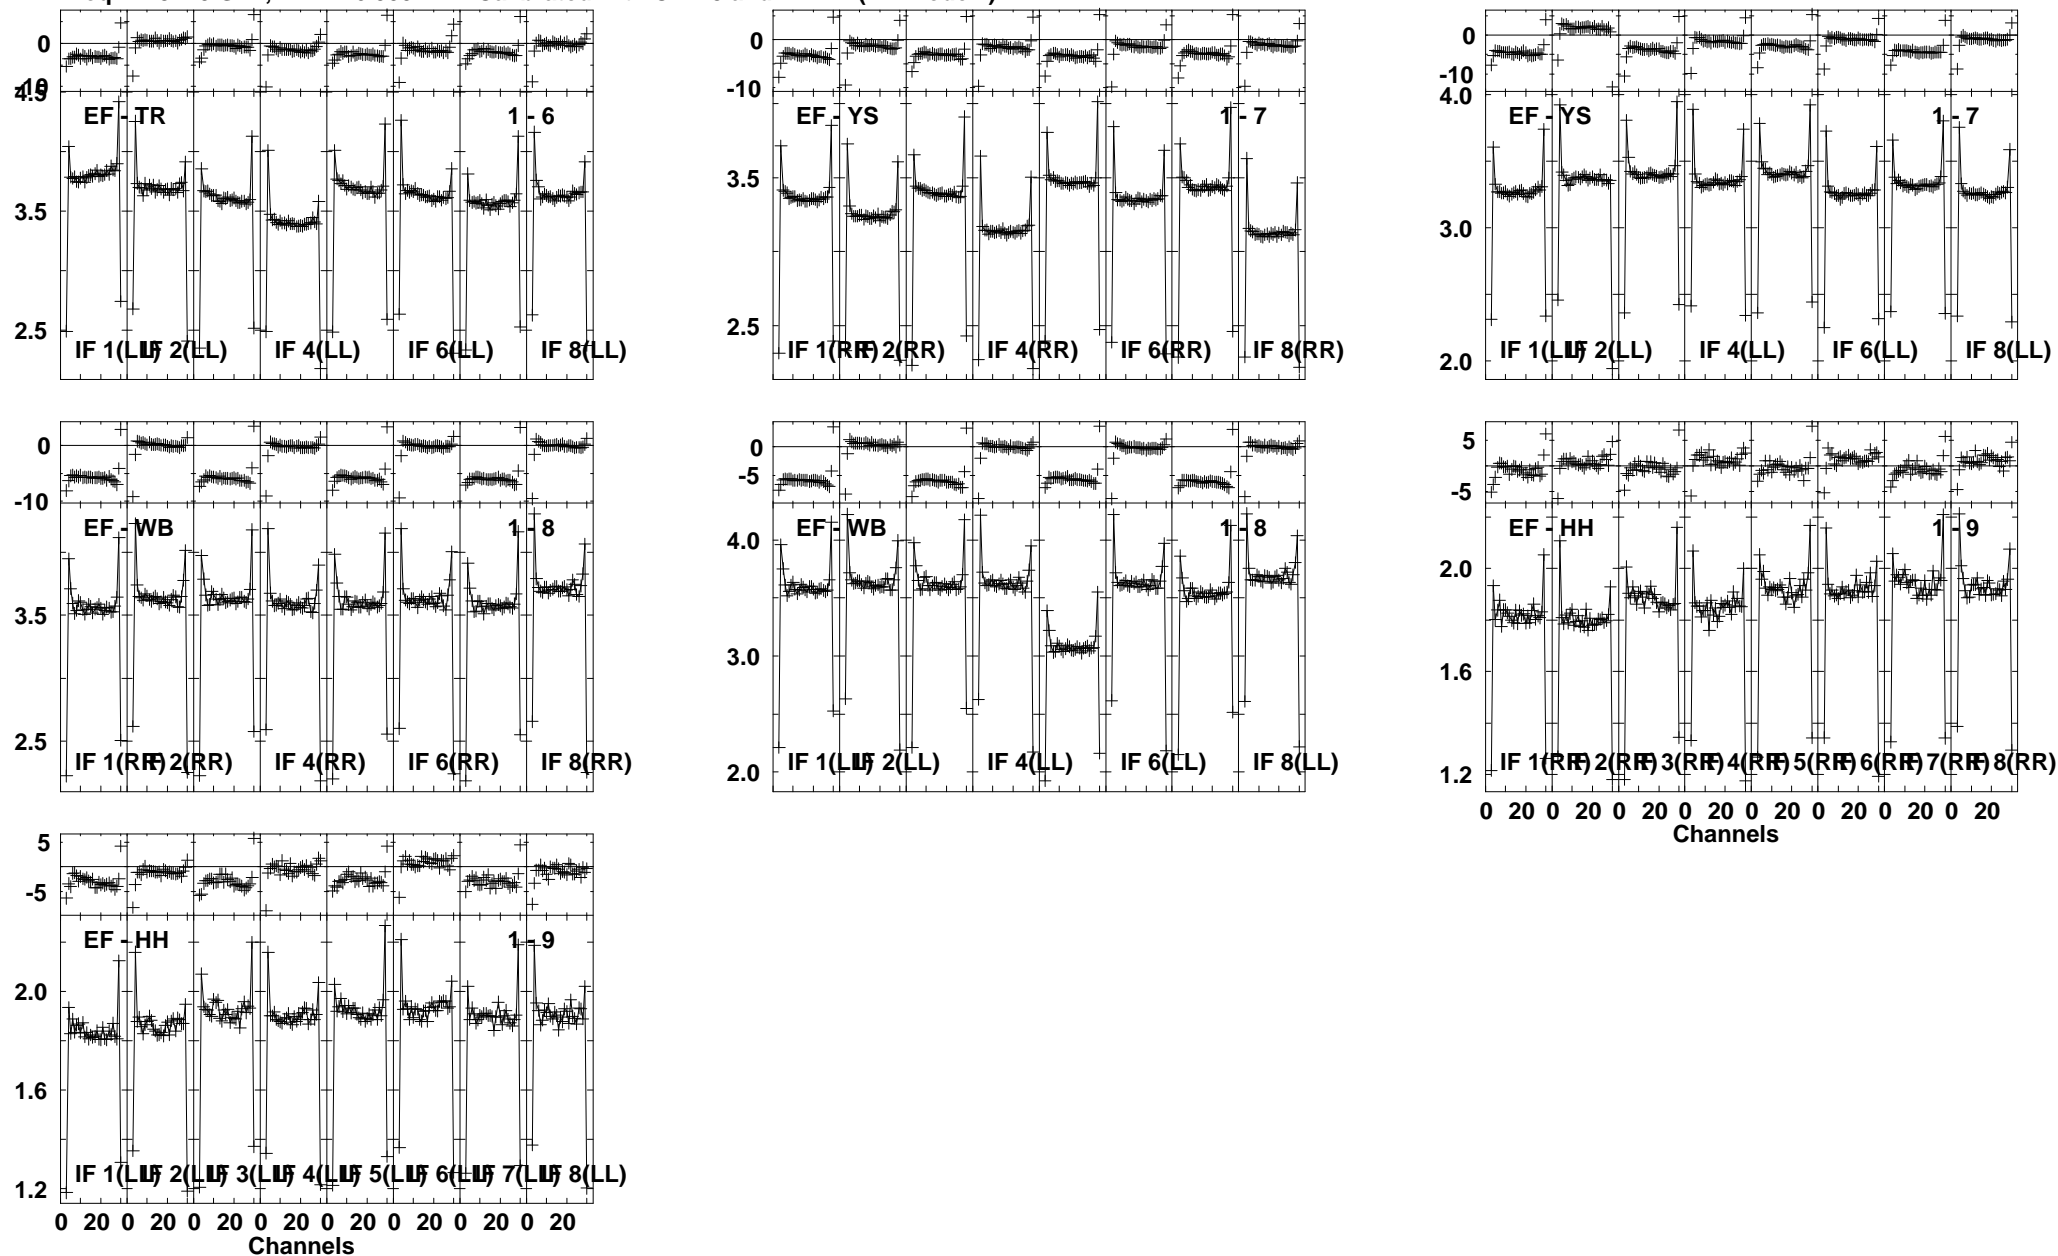 0
-10
4.5
3.5
2.5
EF - TR
1 - 6
IF 1(LL)
IF 2(LL)
IF 4(LL)
IF 6(LL)
IF 8(LL)
0
-10
3.5
2.5
EF - YS
1 - 7
IF 1(RR)
IF 2(RR)
IF 4(RR)
IF 6(RR)
IF 8(RR)
0
-10
4.0
3.0
2.0
EF - YS
1 - 7
IF 1(LL)
IF 2(LL)
IF 4(LL)
IF 6(LL)
IF 8(LL)
0
-10
3.5
2.5
EF - WB
1 - 8
IF 1(RR)
IF 2(RR)
IF 4(RR)
IF 6(RR)
IF 8(RR)
0
-5
4.0
3.0
2.0
EF - WB
1 - 8
IF 1(LL)
IF 2(LL)
IF 4(LL)
IF 6(LL)
IF 8(LL)
5
-5
2.0
1.6
1.2
EF - HH
1 - 9
IF 1(RR)
IF 2(RR)
IF 3(RR)
IF 4(RR)
IF 5(RR)
IF 6(RR)
IF 7(RR)
IF 8(RR)
0 20 0 20 0 20 0 20 0 20 0 20 0 20 0 20
Channels
5
-5
2.0
1.6
1.2
EF - HH
1 - 9
IF 1(LL)
IF 2(LL)
IF 3(LL)
IF 4(LL)
IF 5(LL)
IF 6(LL)
IF 7(LL)
IF 8(LL)
0 20 0 20 0 20 0 20 0 20 0 20 0 20 0 20
Channels